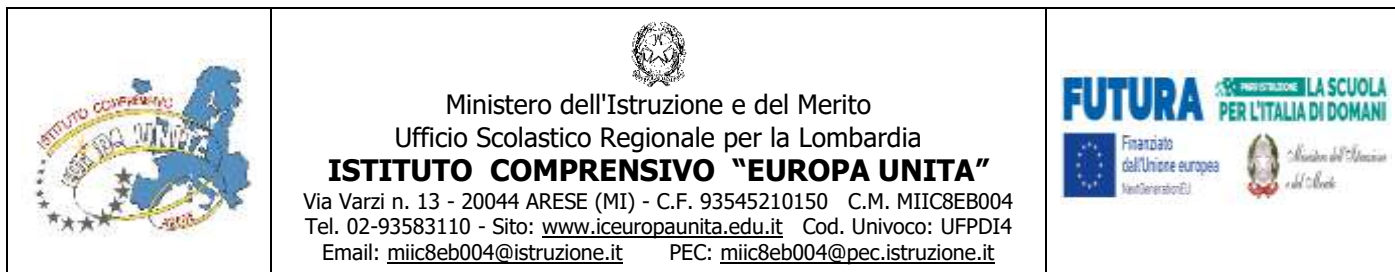 ISTITUTO COMPRENSIVO
Ministero dell'Istruzione e del Merito
Ufficio Scolastico Regionale per la Lombardia
ISTITUTO COMPRENSIVO “EUROPA UNITA”
Via Varzi n. 13 - 20044 ARESE (MI) - C.F. 93545210150 C.M. MIIC8EB004
Tel. 02-93583110 - Sito: www.iceuropaunita.edu.it Cod. Univoco: UFPDI4
Email: miic8eb004@istruzione.it PEC: miic8eb004@pec.istruzione.it
FUTURA
LA SCUOLA
PER L'ITALIA DI DOMANI
Finanziato
dall'Unione europea
NextGenerationEU